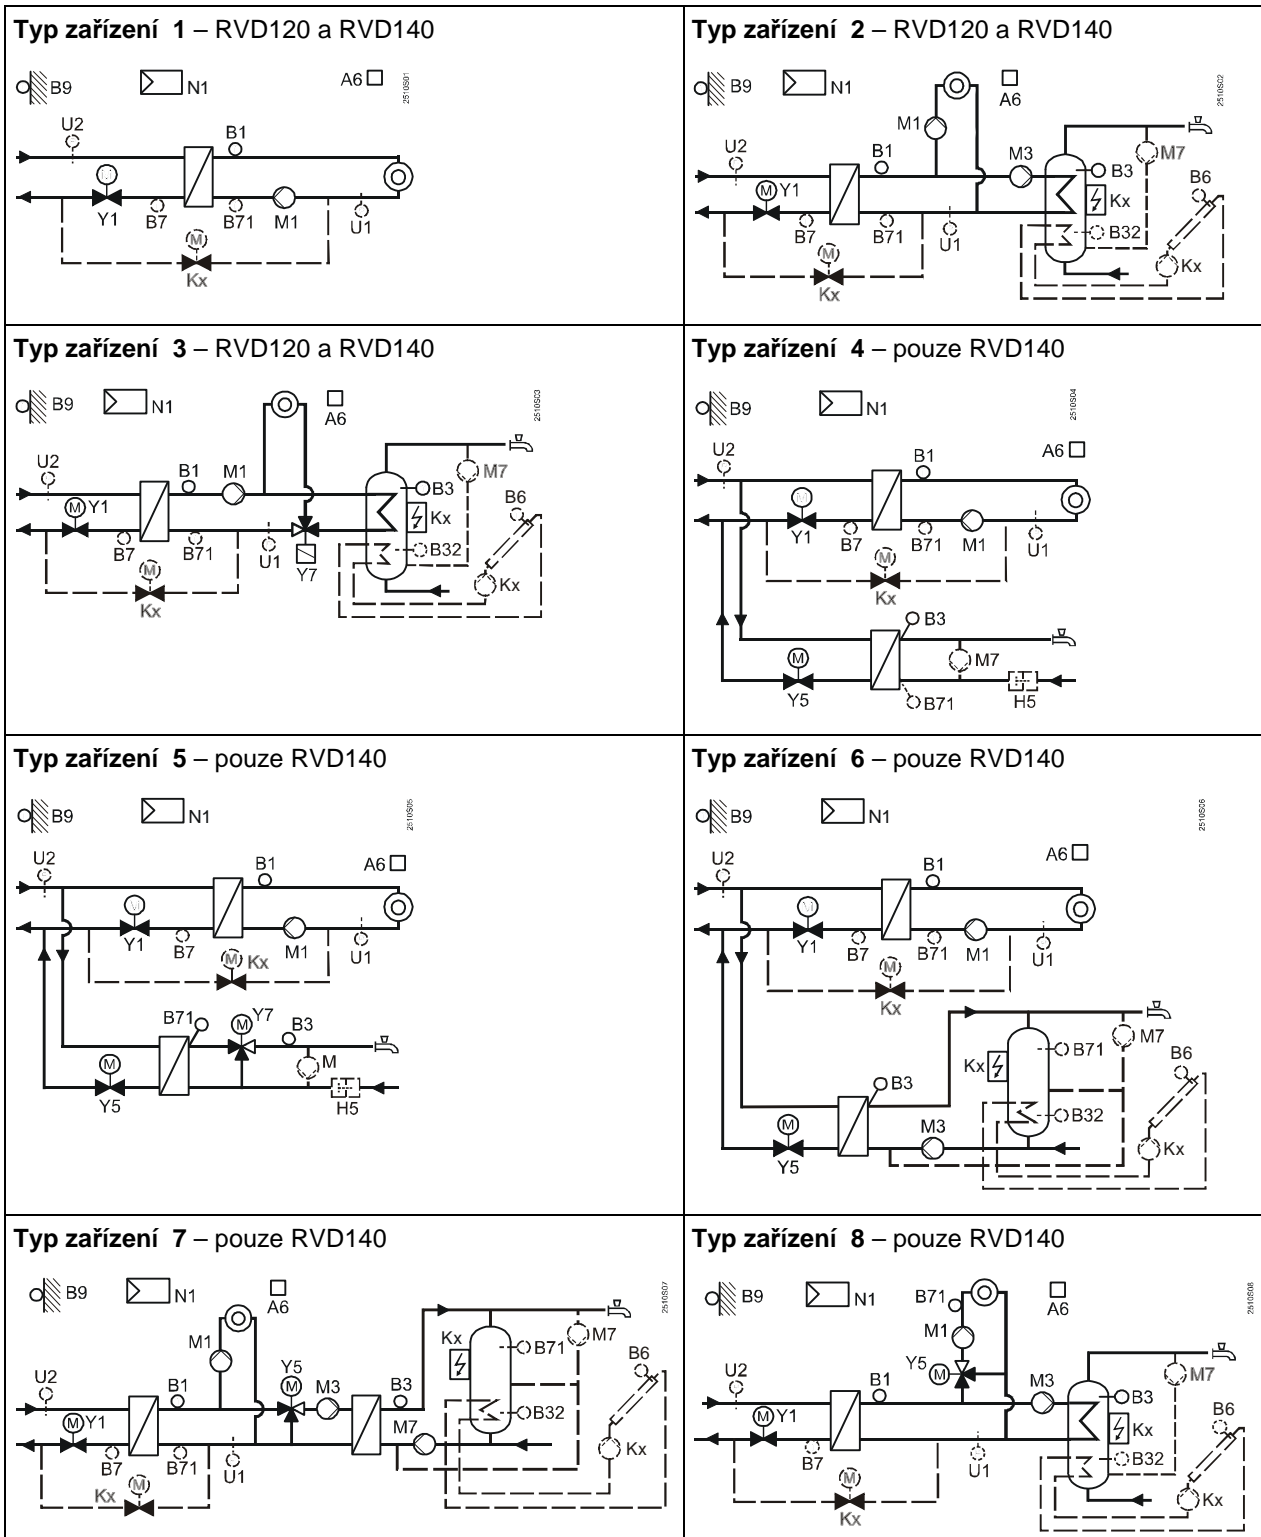 Typ zařízení 1 – RVD120 a RVD140
B9
N1
A6
2510S01
U2
B1
Y1
B7
B71
M1
U1
M
Kx
Typ zařízení 2 – RVD120 a RVD140
B9
N1
A6
2510S02
M1
U2
B1
M3
M7
B3
B6
M Y1
Kx
B7
B71
U1
B32
M
Kx
Kx
Typ zařízení 3 – RVD120 a RVD140
B9
N1
A6
2510S03
U2
B1
M1
M7
B3
B6
M Y1
Kx
B7
B71
U1
Y7
B32
M
Kx
Kx
Typ zařízení 4 – pouze RVD140
B9
N1
A6
2510S04
U2
B1
Y1
B7
B71
M1
U1
M
Kx
B3
M
M7
Y5
B71
H5
Typ zařízení 5 – pouze RVD140
B9
N1
A6
2510S05
U2
B1
Y1
B7
M1
U1
M Kx
B71
M Y7
B3
M
M
Y5
H5
Typ zařízení 6 – pouze RVD140
B9
N1
A6
2510S06
U2
B1
Y1
B7
B71
M1
U1
M
Kx
M7
Kx
B71
B6
B3
B32
M
Y5
M3
Kx
Typ zařízení 7 – pouze RVD140
B9
N1
A6
2510S07
M1
Kx
B71
M7
B6
U2
B1
Y5
M
M3
B3
B32
M Y1
M7
Kx
B7
B71
U1
Kx
M
Typ zařízení 8 – pouze RVD140
B9
N1
B71
A6
2510S08
M1
Y5
M
U2
B1
M3
M7
B3
B6
M Y1
Kx
B7
U1
B32
M
Kx
Kx